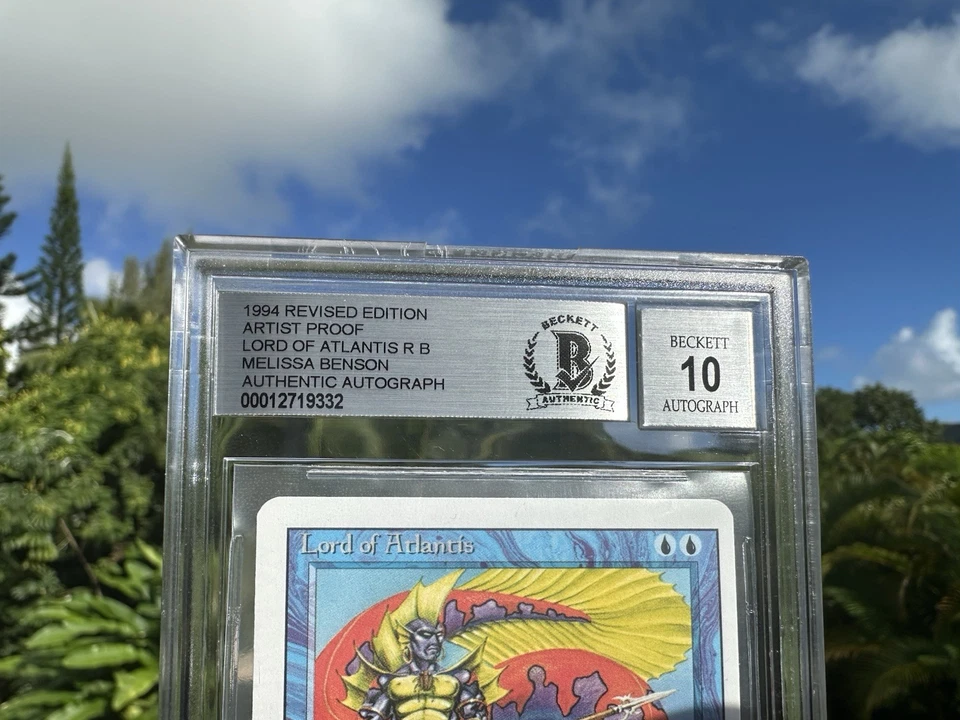 1994 REVISED EDITION
ARTIST PROOF
LORD OF ATLANTIS R B
MELISSA BENSON
AUTHENTIC AUTOGRAPH
00012719332
BECKETT
B
AUTHENTIC
BECKETT
10
AUTOGRAPH
Lord of Atlantis